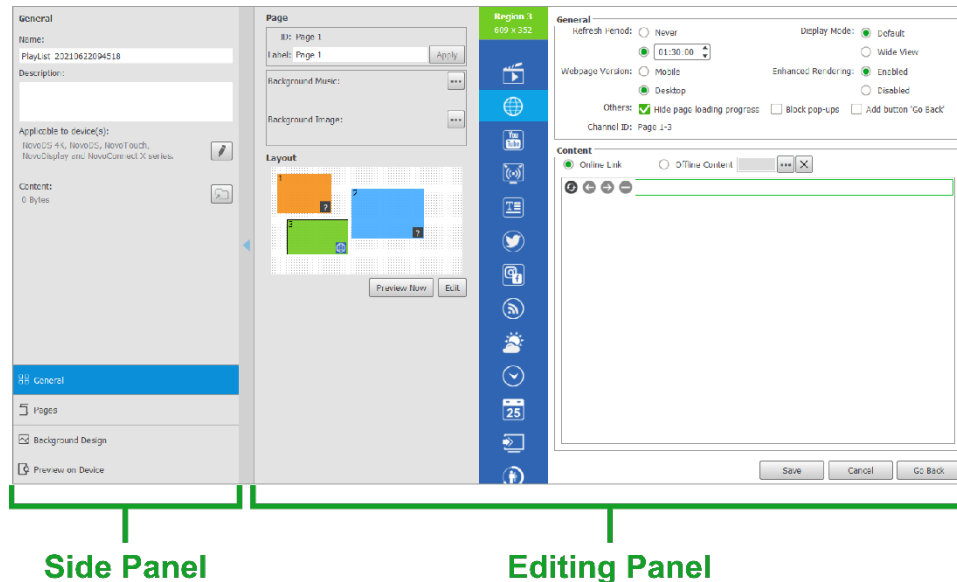 General
Name:
PlayList_20210622094518
Description:
Applicable to device(s):
NovoDS 4K, NovoDS, NovoTouch,
NovoDisplay and NovoConnect X series.
Content:
0 Bytes
General
Pages
Background Design
Preview on Device
Page
ID: Page 1
Label: Page 1 Apply
Background Music:
Background Image:
Layout
1
?
2
?
3
Preview Now Edit
Region 3
609 x 352
You
Tube
25
General
Refresh Period: Never Display Mode: Default
01:30:00 Wide View
Webpage Version: Mobile Enhanced Rendering: Enabled
Desktop Disabled
Others: Hide page loading progress Block pop-ups Add button 'Go Back'
Channel ID: Page 1-3
Content
Online Link Offline Content
Save Cancel Go Back
Side Panel Editing Panel